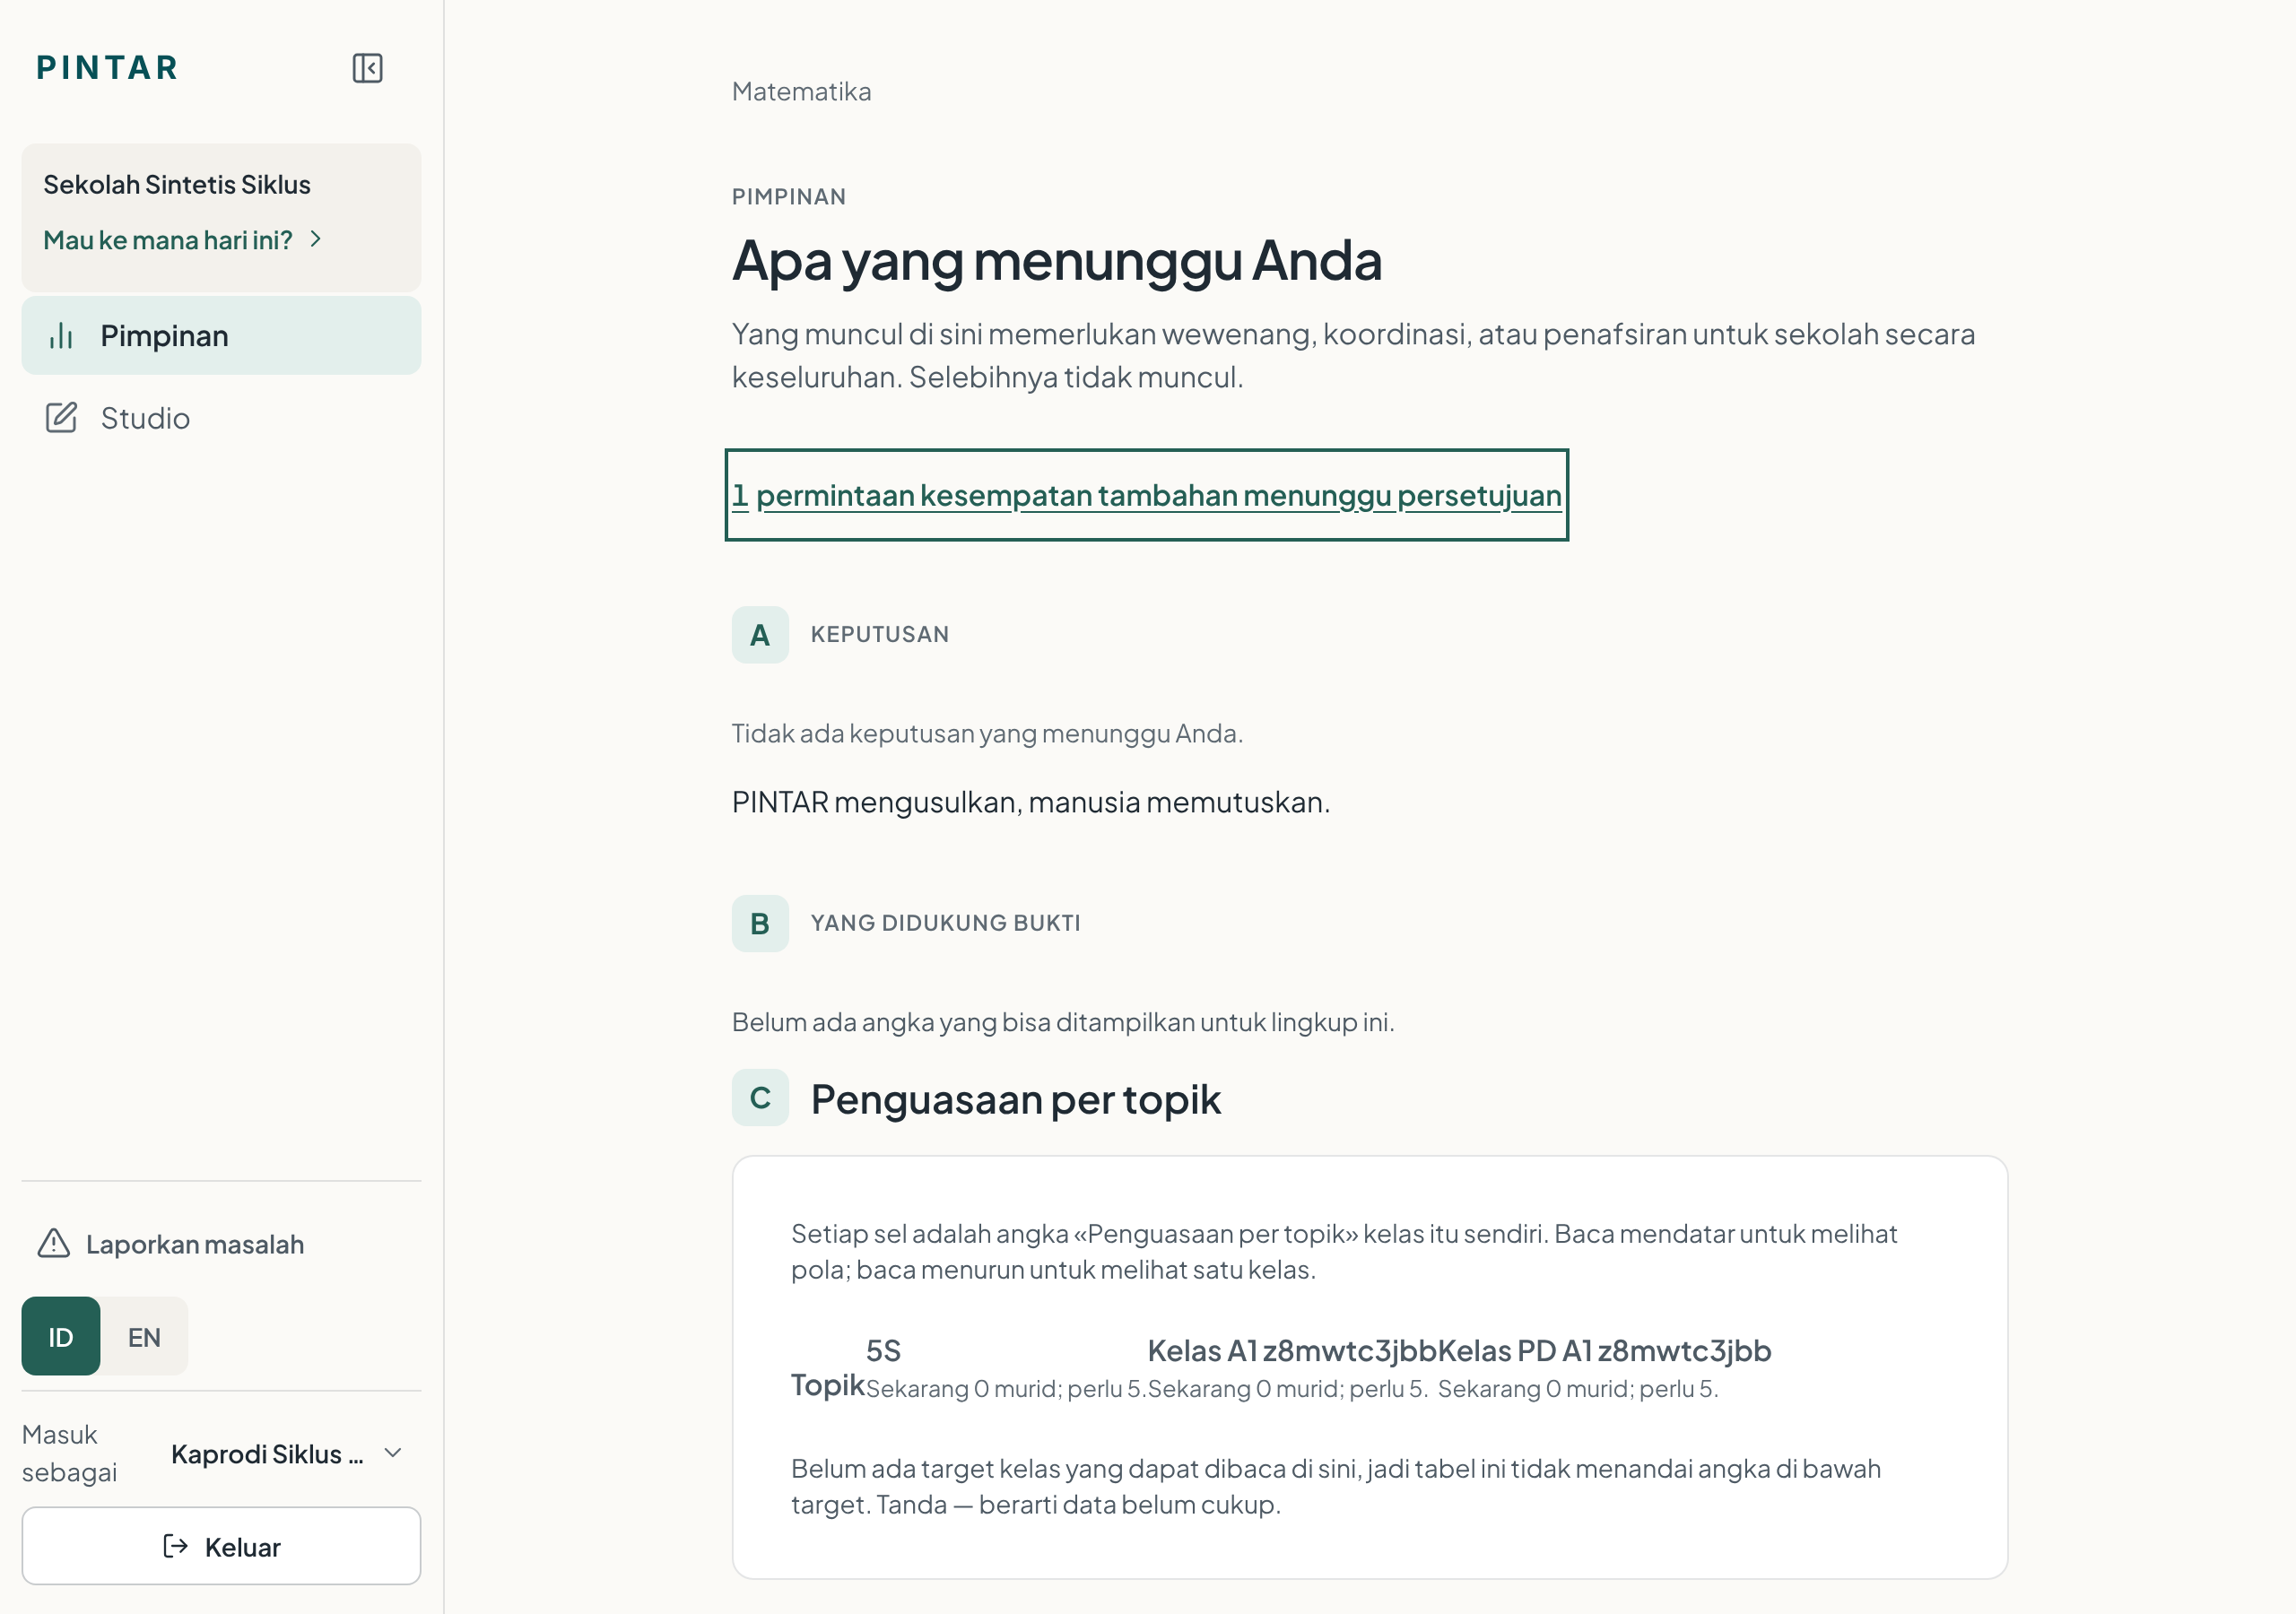 PINTAR
Sekolah Sintetis Siklus
Mau ke mana hari ini?
Pimpinan
Studio
Laporkan masalah
ID EN
Masuk
sebagai
Kaprodi Siklus ...
Keluar
Matematika
PIMPINAN
Apa yang menunggu Anda
Yang muncul di sini memerlukan wewenang, koordinasi, atau penafsiran untuk sekolah secara
keseluruhan. Selebihnya tidak muncul.
1 permintaan kesempatan tambahan menunggu persetujuan
A KEPUTUSAN
Tidak ada keputusan yang menunggu Anda.
PINTAR mengusulkan, manusia memutuskan.
B YANG DIDUKUNG BUKTI
Belum ada angka yang bisa ditampilkan untuk lingkup ini.
C Penguasaan per topik
Setiap sel adalah angka «Penguasaan per topik» kelas itu sendiri. Baca mendatar untuk melihat
pola; baca menurun untuk melihat satu kelas.
5S Kelas A1 z8mwtc3jbb Kelas PD A1 z8mwtc3jbb
Topik Sekarang 0 murid; perlu 5. Sekarang 0 murid; perlu 5. Sekarang 0 murid; perlu 5.
Belum ada target kelas yang dapat dibaca di sini, jadi tabel ini tidak menandai angka di bawah
target. Tanda — berarti data belum cukup.